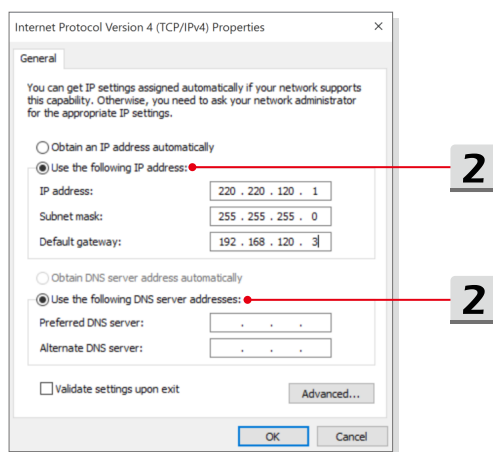 Internet Protocol Version 4 (TCP/IPv4) Properties
General
You can get IP settings assigned automatically if your network supports
this capability. Otherwise, you need to ask your network administrator
for the appropriate IP settings.
Obtain an IP address automatically
Use the following IP address:
2
IP address: 220 . 220 . 120 . 1
Subnet mask: 255 . 255 . 255 . 0
Default gateway: 192 . 168 . 120 . 3
Obtain DNS server address automatically
Use the following DNS server addresses:
2
Preferred DNS server: . . .
Alternate DNS server: . . .
Validate settings upon exit
Advanced...
OK Cancel